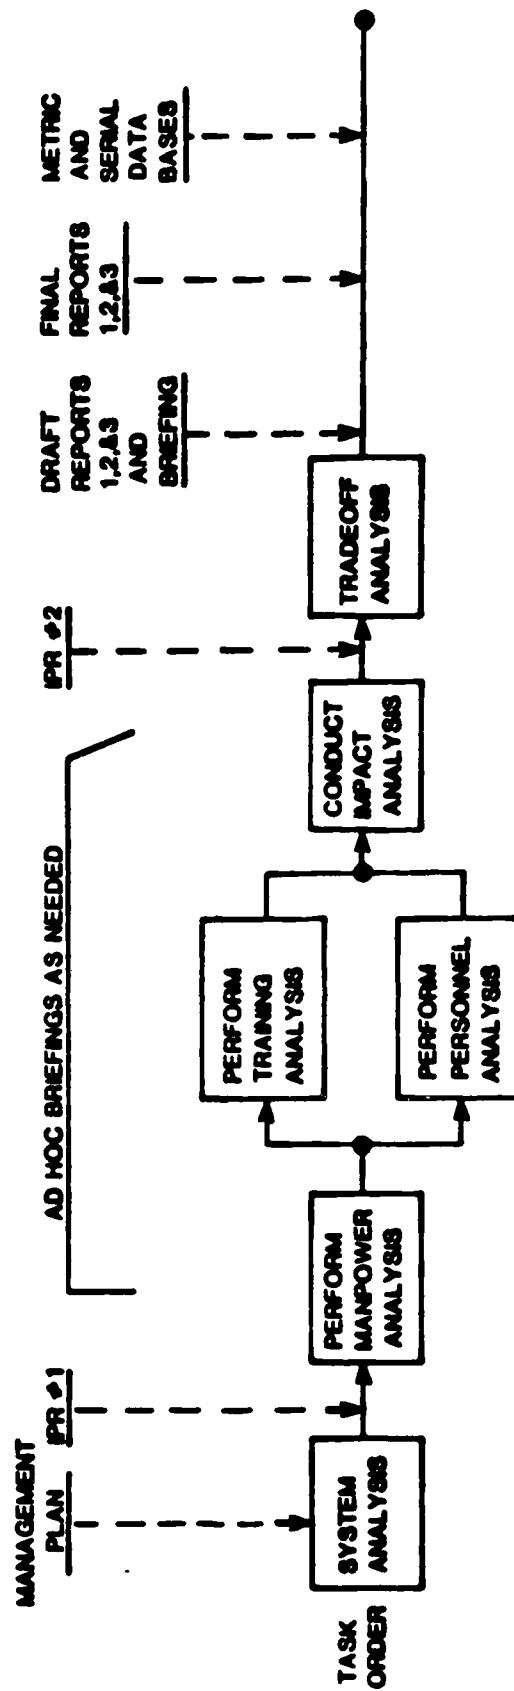 MANAGEMENT
PLAN
IPR #1
AD HOC BRIEFINGS AS NEEDED
IPR #2
DRAFT
REPORTS
1,2,&3
AND
BRIEFING
FINAL
REPORTS
1,2,&3
METRIC
AND
SERIAL
DATA
BASES
TASK
ORDER
SYSTEM
ANALYSIS
PERFORM
MANPOWER
ANALYSIS
PERFORM
TRAINING
ANALYSIS
PERFORM
PERSONNEL
ANALYSIS
CONDUCT
IMPACT
ANALYSIS
TRADEOFF
ANALYSIS